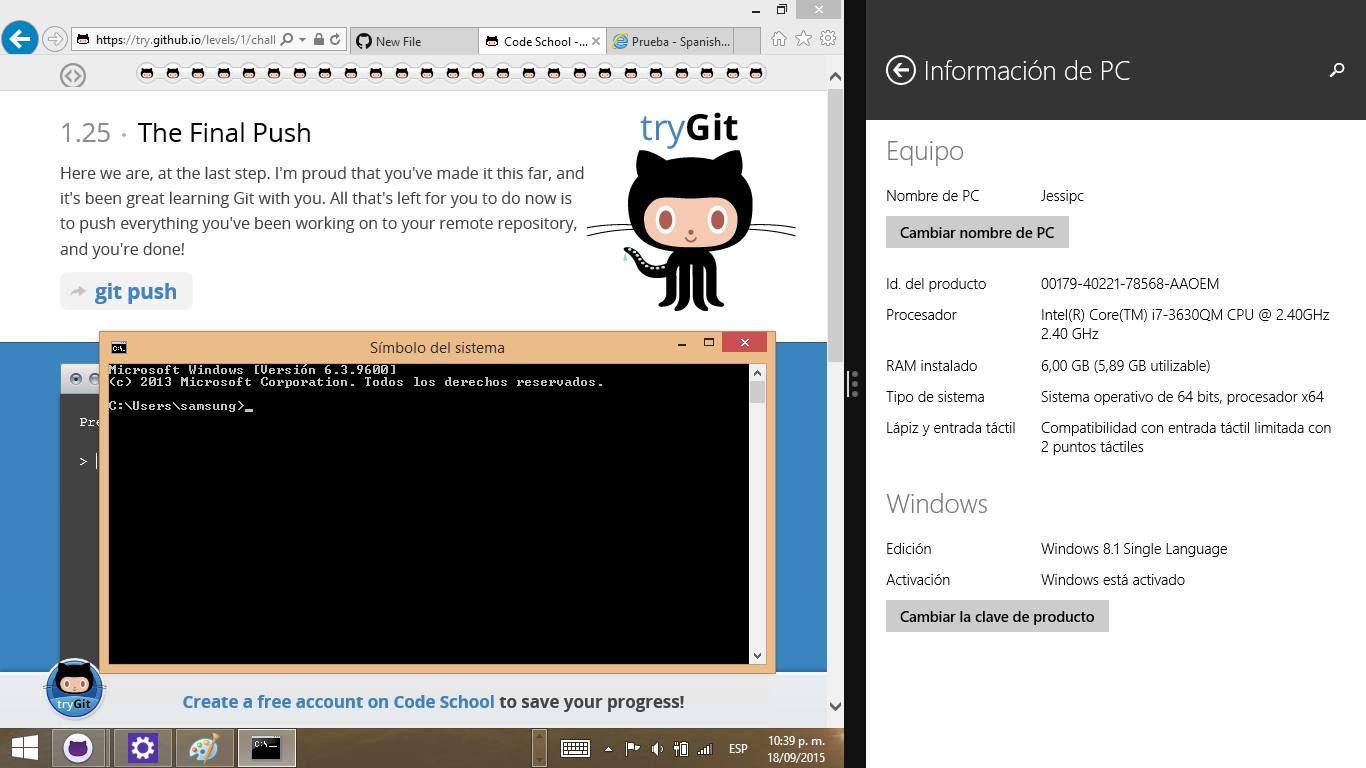 https://try.github.io/levels/1/chall
New File
Code School -...
Prueba - Spanish...
1.25 · The Final Push
tryGit
Here we are, at the last step. I'm proud that you've made it this far, and
it's been great learning Git with you. All that's left for you to do now is
to push everything you've been working on to your remote repository,
and you're done!
git push
Símbolo del sistema
C:\.
Microsoft Windows [Versión 6.3.9600]
(c) 2013 Microsoft Corporation. Todos los derechos reservados.
C:\Users\samsung>_
Pre
>
tryGit
Create a free account on Code School to save your progress!
ESP
10:39 p. m.
18/09/2015
Información de PC
Equipo
Nombre de PC Jessipc
Cambiar nombre de PC
Id. del producto 00179-40221-78568-AAOEM
Procesador Intel(R) Core(TM) i7-3630QM CPU @ 2.40GHz
2.40 GHz
RAM instalado 6,00 GB (5,89 GB utilizable)
Tipo de sistema Sistema operativo de 64 bits, procesador x64
Lápiz y entrada táctil Compatibilidad con entrada táctil limitada con
2 puntos táctiles
Windows
Edición Windows 8.1 Single Language
Activación Windows está activado
Cambiar la clave de producto